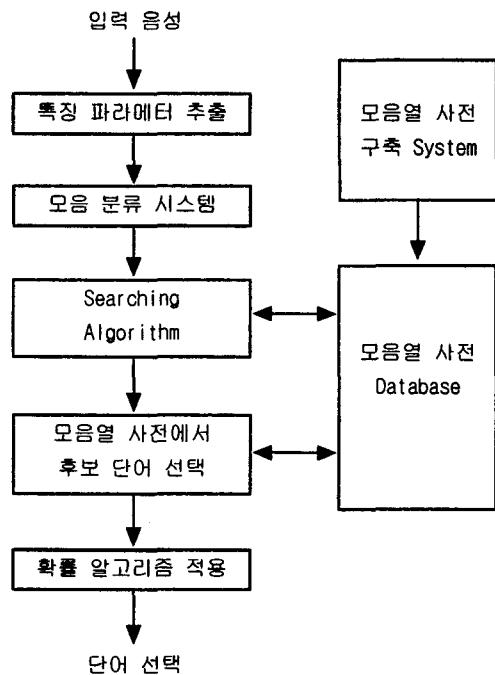 입력 음성
특징 파라메터 추출
모음 분류 시스템
Searching
Algorithm
모음열 사전에서
후보 단어 선택
확률 알고리즘 적용
단어 선택
모음열 사전
구축 System
모음열 사전
Database